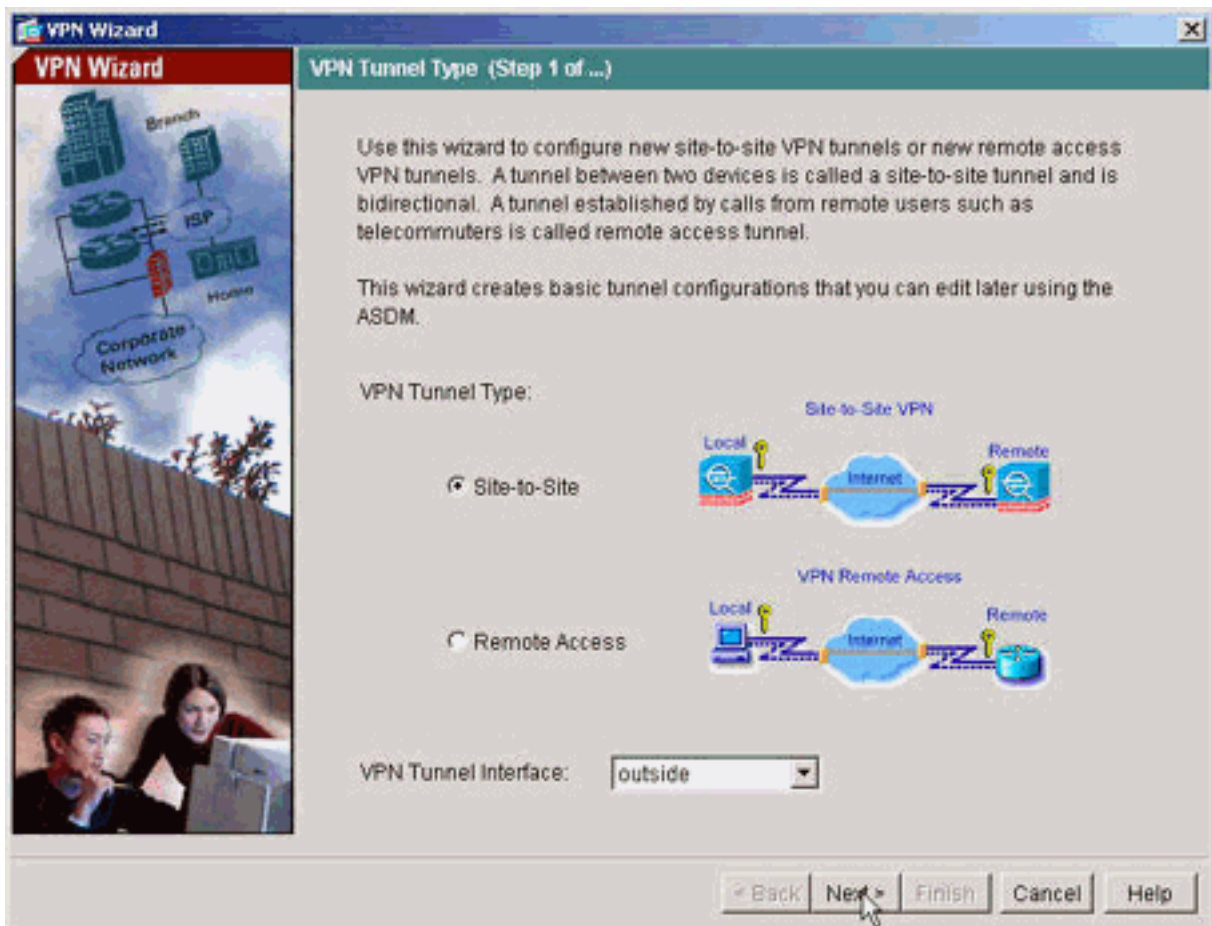 VPN Wizard
VPN Wizard
VPN Tunnel Type (Step 1 of ...)
Branch
ISP
Home
Corporate
Network
Use this wizard to configure new site-to-site VPN tunnels or new remote access
VPN tunnels. A tunnel between two devices is called a site-to-site tunnel and is
bidirectional. A tunnel established by calls from remote users such as
telecommuters is called remote access tunnel.
This wizard creates basic tunnel configurations that you can edit later using the
ASDM.
VPN Tunnel Type:
Site-to-Site VPN
Local
Remote
Internet
Site-to-Site
VPN Remote Access
Local
Remote
Internet
Remote Access
VPN Tunnel Interface:
outside
< Back
Next >
Finish
Cancel
Help